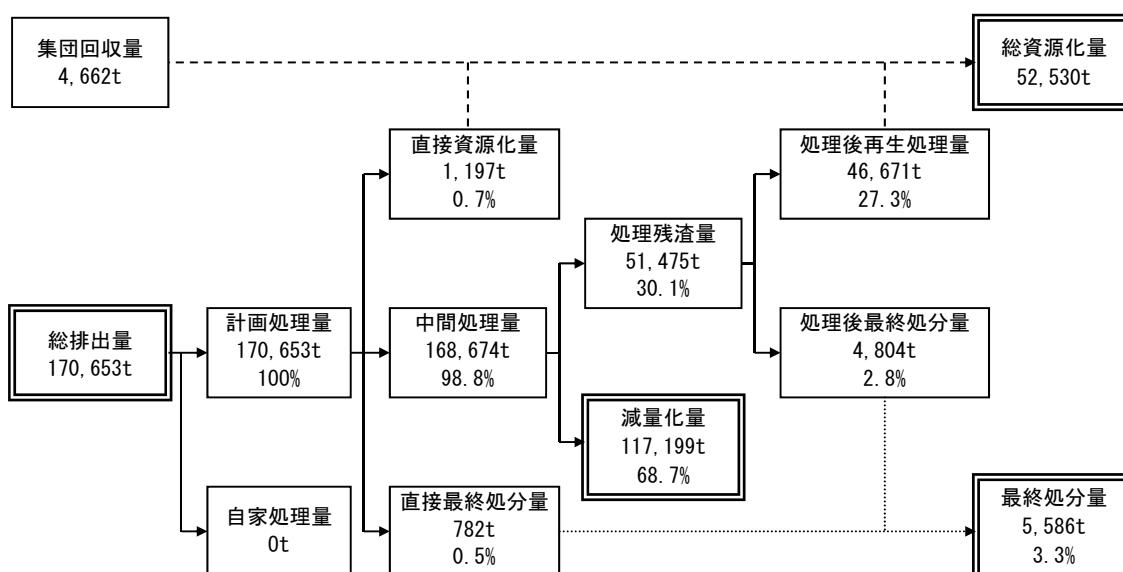 集団回収量
4,662t
総資源化量
52,530t
直接資源化量
1,197t
0.7%
処理後再生処理量
46,671t
27.3%
処理残渣量
51,475t
30.1%
総排出量
170,653t
計画処理量
170,653t
100%
中間処理量
168,674t
98.8%
処理後最終処分量
4,804t
2.8%
減量化量
117,199t
68.7%
自家処理量
0t
直接最終処分量
782t
0.5%
最終処分量
5,586t
3.3%